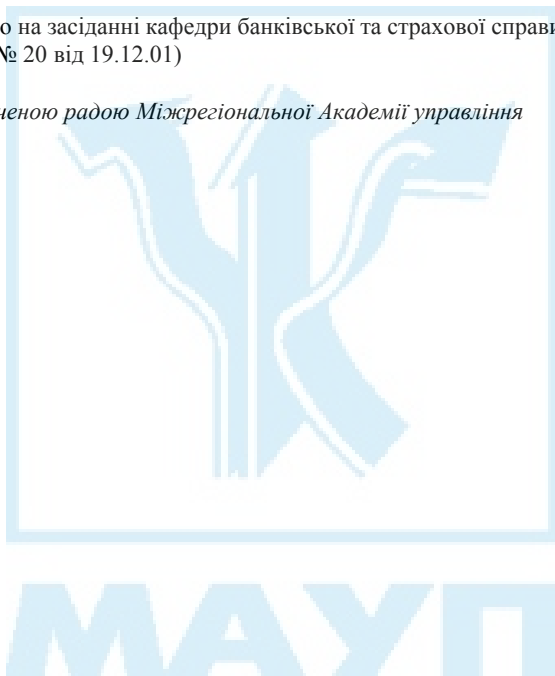 о на засіданні кафедри банківської та страхової справи
№ 20 від 19.12.01)
ченою радою Міжрегіональної Академії управління
МАУП